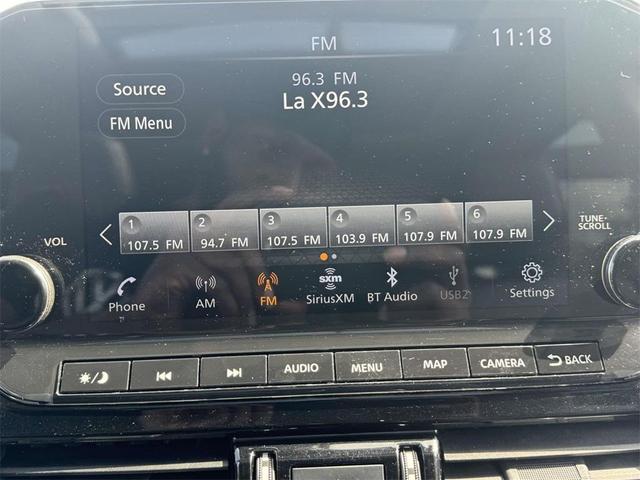 FM
11:18
Source
96.3 FM
La X96.3
FM Menu
1 2 3 4 5 6
107.5 FM 94.7 FM 107.5 FM 103.9 FM 107.9 FM 107.9 FM
VOL
TUNE-
SCROLL
Phone AM FM sxm SiriusXM BT Audio USB2 Settings
AUDIO MENU MAP CAMERA BACK